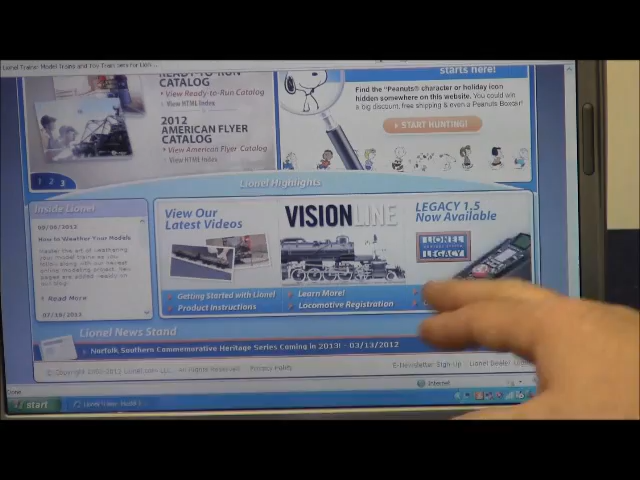 Lionel Trains: Model Trains and Toy Train Sets for
READY-TO-RUN
CATALOG
View Ready-to-Run Catalog
View HTML Index
2012
AMERICAN FLYER
CATALOG
View American Flyer Catalog
View HTML Index
1 2 3
starts here!
Find the "Peanuts® character or holiday icon
hidden somewhere on this website. You could win
a big discount, free shipping & even a Peanuts Boxcar!
START HUNTING!
Lionel Highlights
Inside Lionel
How to Weather Your Models
Read More
View Our
Latest Videos
Getting Started with Lionel
Product Instructions
VISIONLINE
Learn More!
Locomotive Registration
LEGACY 1.5
Now Available
LIONEL
LEGACY
Lionel News Stand
Norfolk Southern Commemorative Heritage Series Coming in 2013! - 03/13/2012
All Rights Reserved
Privacy Policy
E-Newsletter Sign-Up
Lionel Dealer
Done
Internet
start